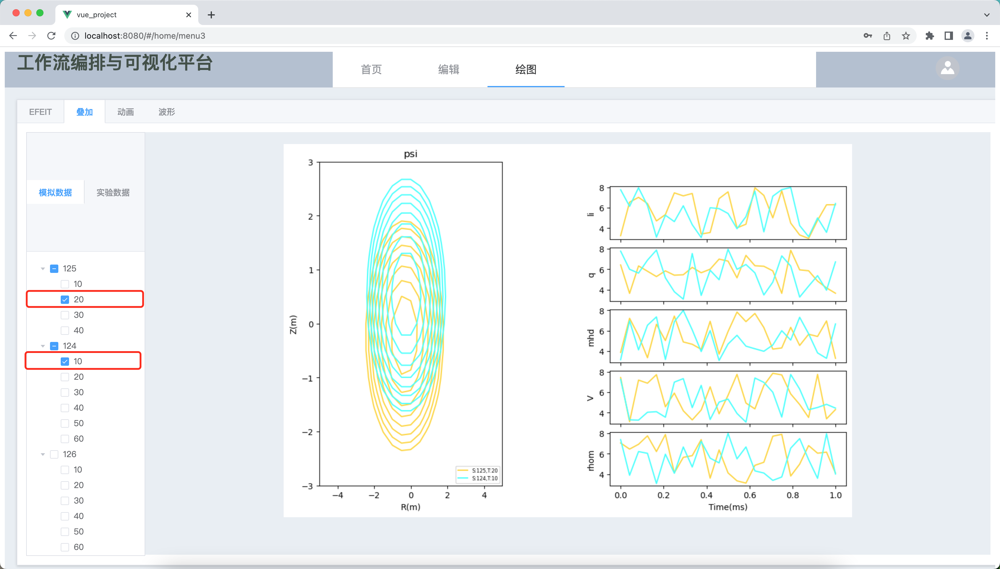 vue_project
localhost:8080/#/home/menu3
工作流编排与可视化平台
首页 编辑 绘图
EFEIT 叠加 动画 波形
模拟数据 实验数据
125
10
20
30
40
124
10
20
30
40
50
60
126
10
20
30
40
50
60
psi
3
2
1
0
−1
−2
−3
Z(m)
−4 −2 0 2 4
R(m)
S:125,T:20
S:124,T:10
8
6
4
li
8
6
4
q
8
6
4
mhd
8
6
4
V
8
6
4
rhom
0.0 0.2 0.4 0.6 0.8 1.0
Time(ms)